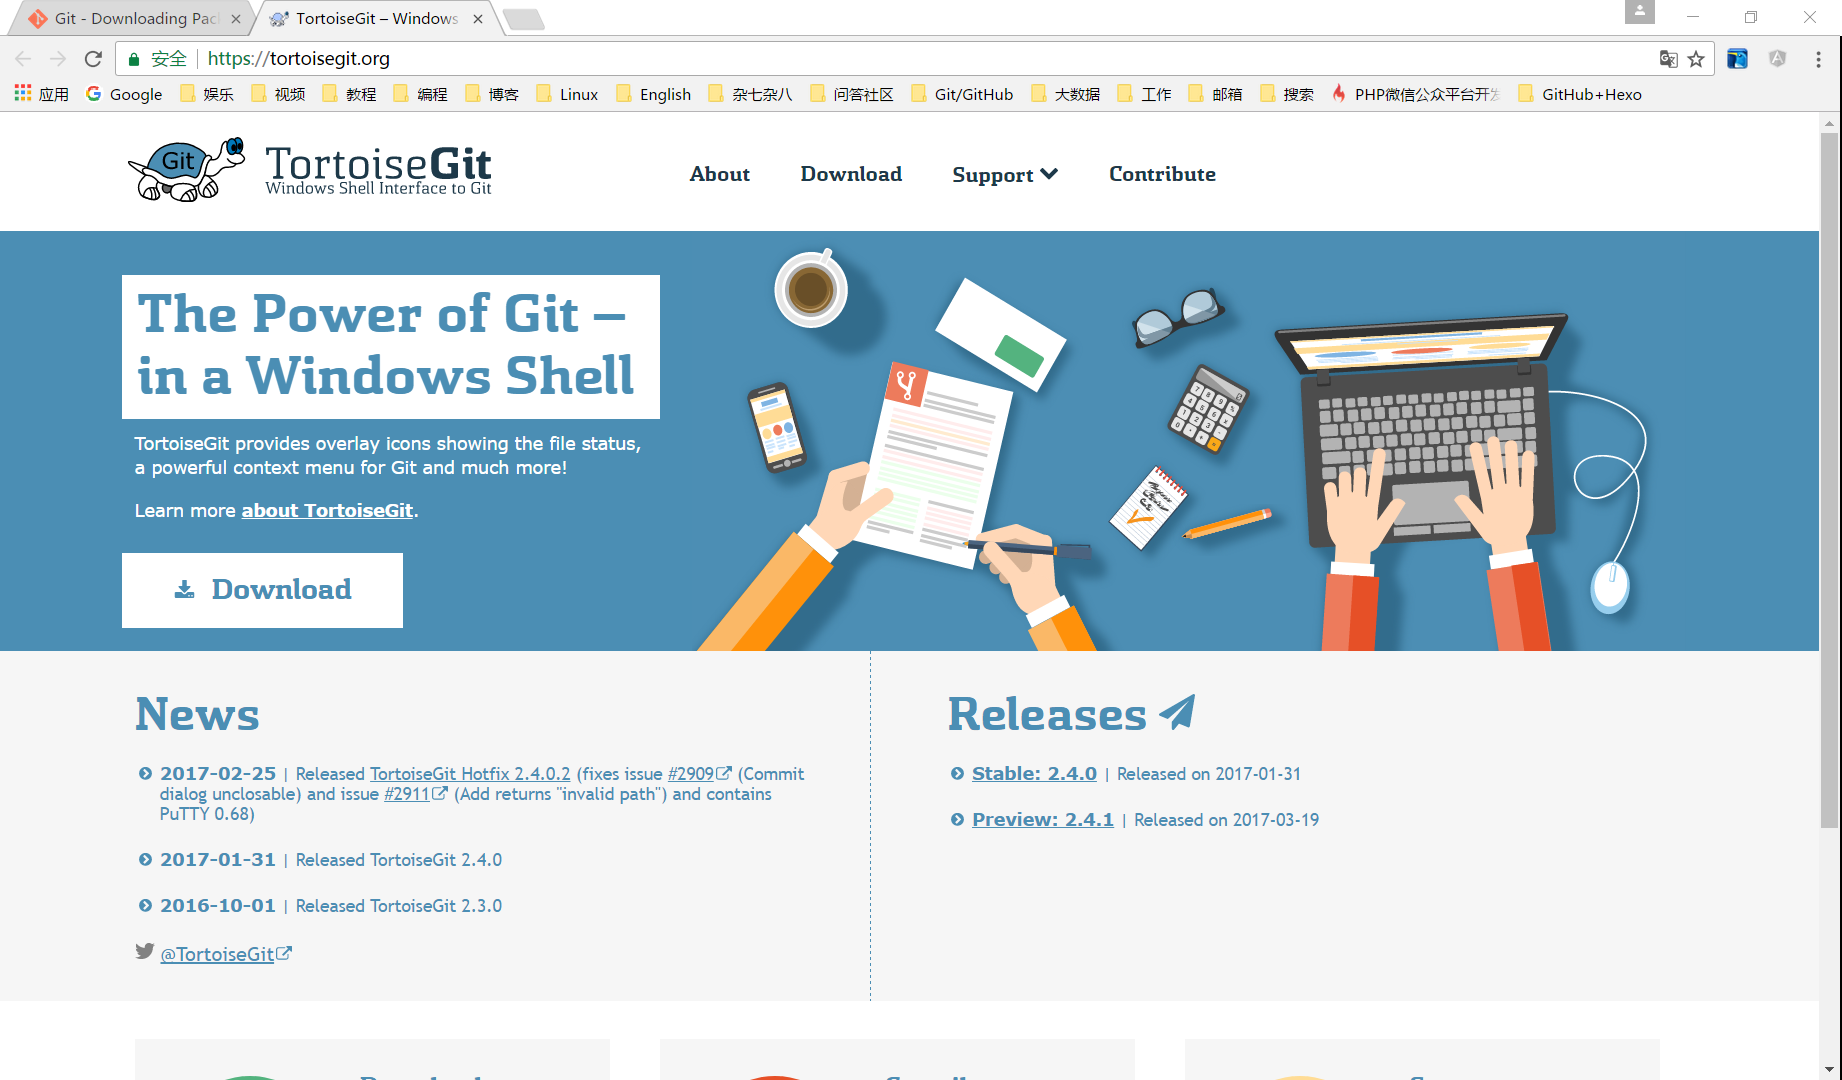 Git - Downloading Pac
TortoiseGit – Windows
安全 https://tortoisegit.org
应用 Google 娱乐 视频 教程 编程 博客 Linux English 杂七杂八 问答社区 Git/GitHub 大数据 工作 邮箱 搜索 PHP微信公众平台开发 GitHub+Hexo
Git
TortoiseGit
Windows Shell Interface to Git
About Download Support Contribute
The Power of Git –
in a Windows Shell
TortoiseGit provides overlay icons showing the file status,
a powerful context menu for Git and much more!
Learn more about TortoiseGit.
Download
News
2017-02-25 | Released TortoiseGit Hotfix 2.4.0.2 (fixes issue #2909 (Commit
dialog unclosable) and issue #2911 (Add returns "invalid path") and contains
PuTTY 0.68)
2017-01-31 | Released TortoiseGit 2.4.0
2016-10-01 | Released TortoiseGit 2.3.0
@TortoiseGit
Releases
Stable: 2.4.0 | Released on 2017-01-31
Preview: 2.4.1 | Released on 2017-03-19